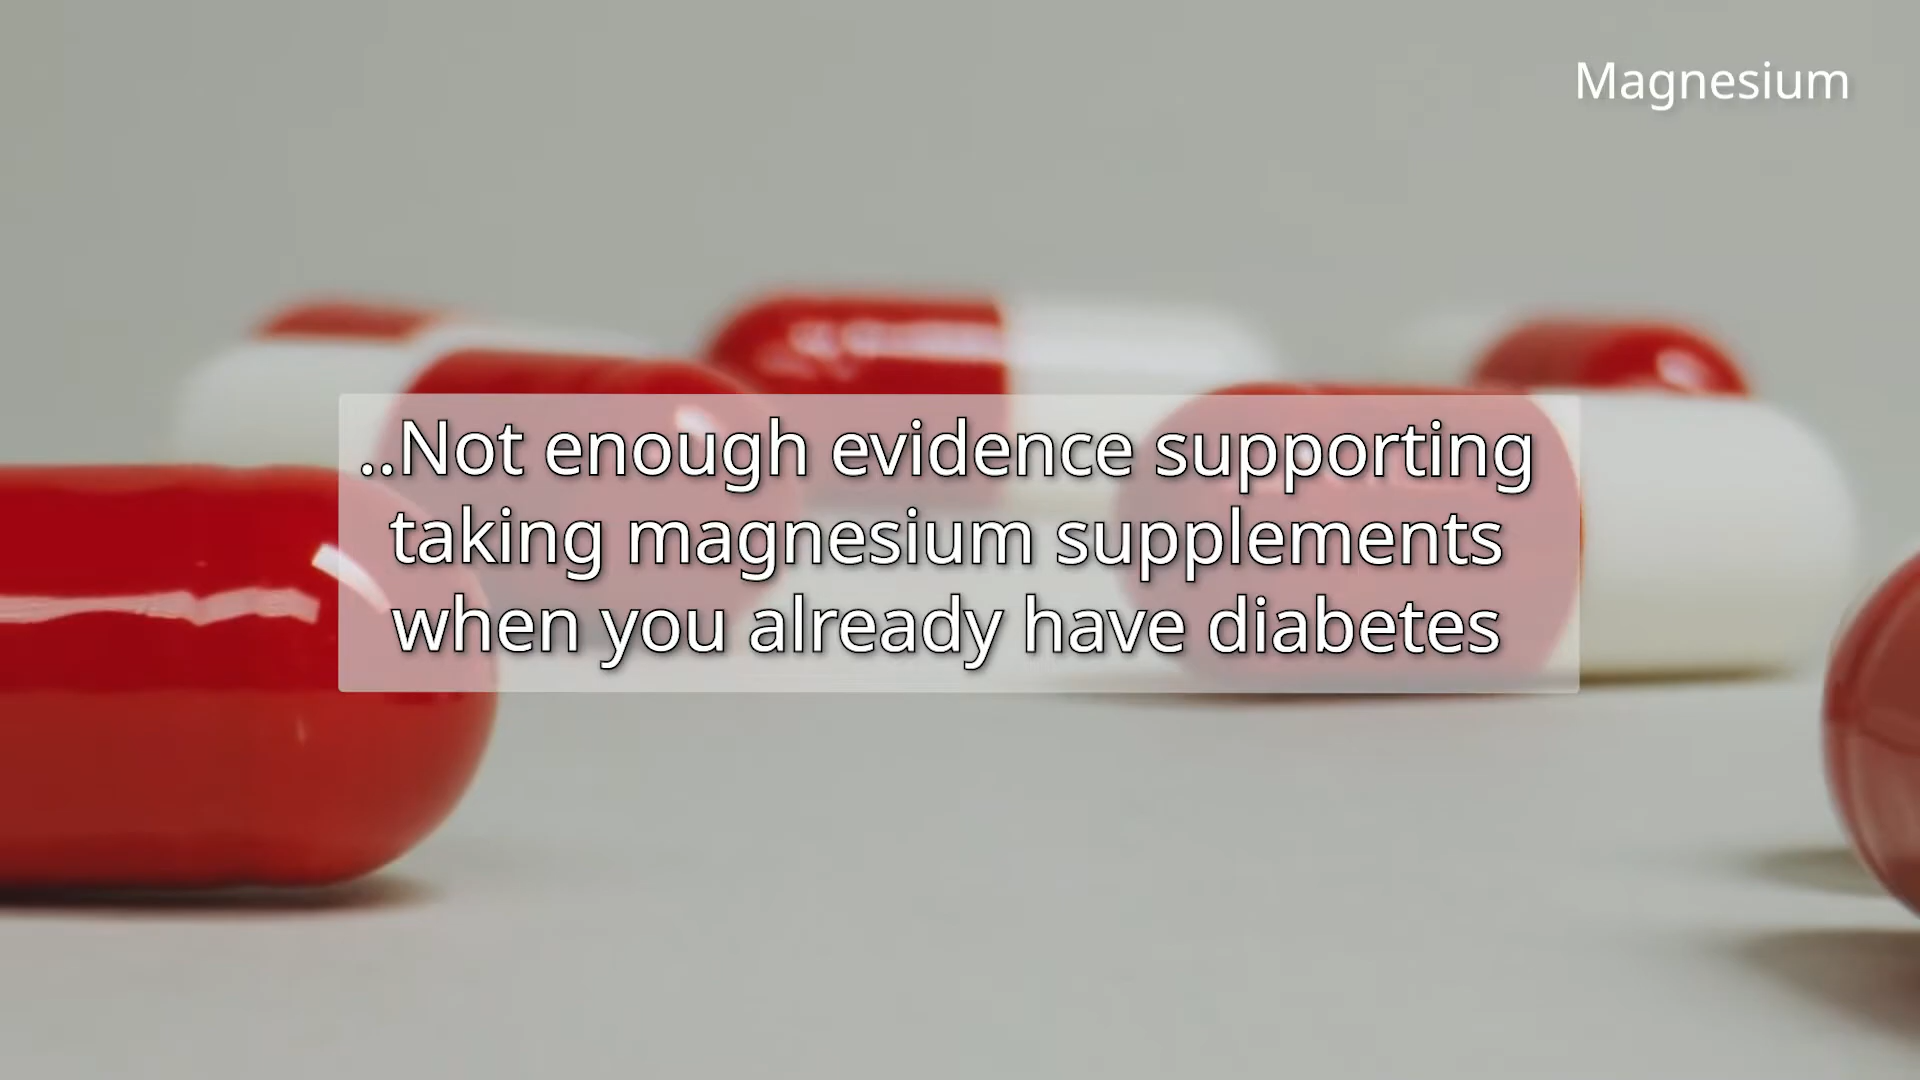 Magnesium
..Not enough evidence supporting
taking magnesium supplements
when you already have diabetes